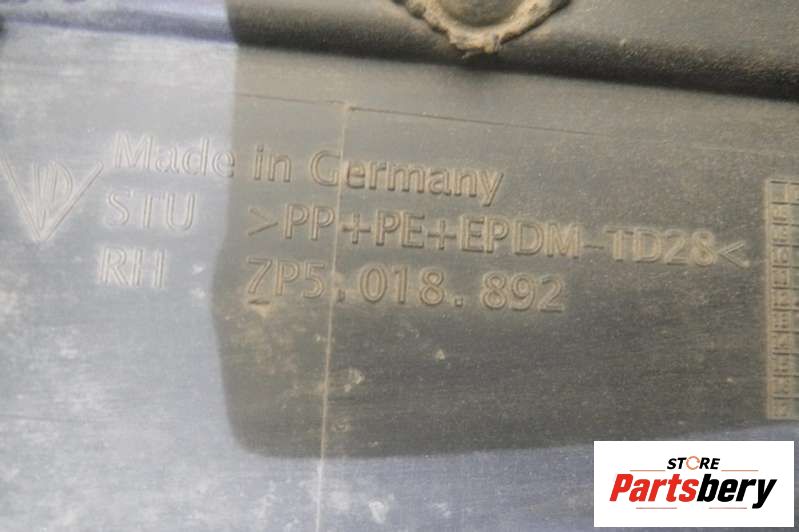 Made in Germany
STU >PP+PE+EPDM-TD28<
RH 7P5.018.892
STORE
Partsbery